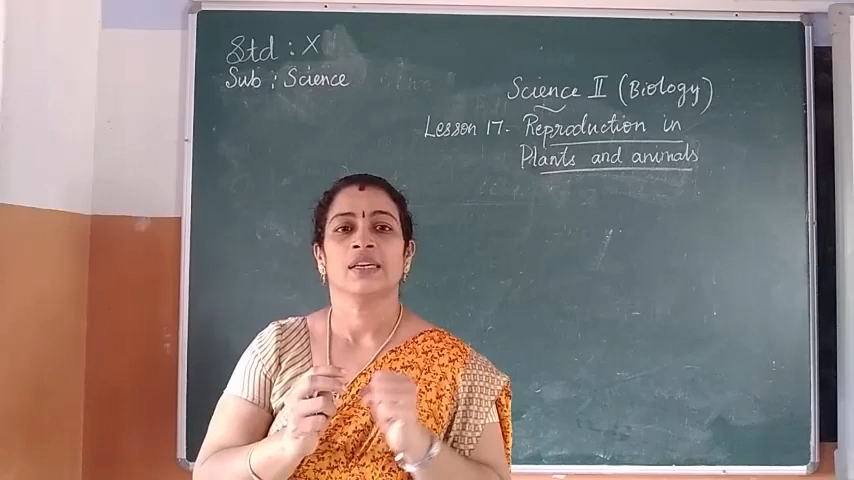 Std : X
Sub : Science
Science II (Biology)
Lesson 17. Reproduction in
Plants and animals